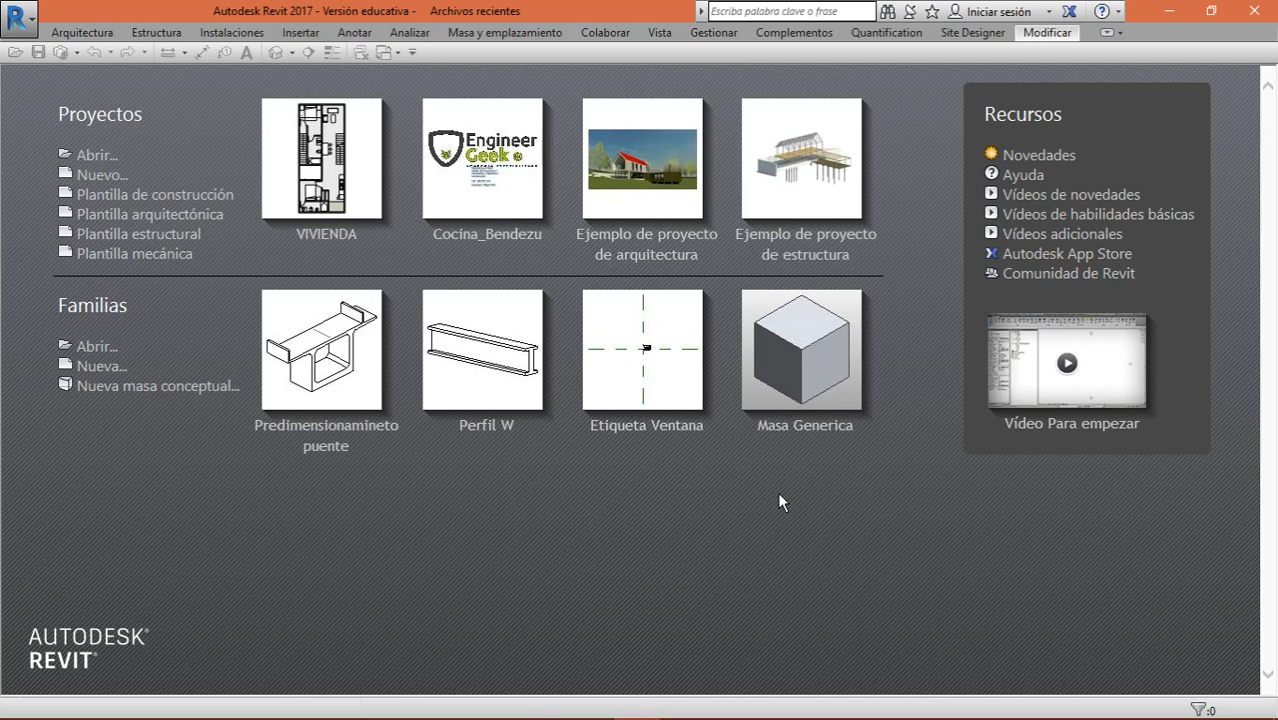 Autodesk Revit 2017 - Versión educativa - Archivos recientes
Escriba palabra clave o frase
Iniciar sesión
Arquitectura Estructura Instalaciones Insertar Anotar Analizar Masa y emplazamiento Colaborar Vista Gestionar Complementos Quantification Site Designer Modificar
Proyectos
Abrir...
Nuevo...
Plantilla de construcción
Plantilla arquitectónica
Plantilla estructural
Plantilla mecánica
Engineer
Geek
VIVIENDA
Cocina_Bendezu
Ejemplo de proyecto
de arquitectura
Ejemplo de proyecto
de estructura
Familias
Abrir...
Nueva...
Nueva masa conceptual...
Predimensionamineto
puente
Perfil W
Etiqueta Ventana
Masa Generica
Recursos
Novedades
Ayuda
Vídeos de novedades
Vídeos de habilidades básicas
Vídeos adicionales
Autodesk App Store
Comunidad de Revit
Vídeo Para empezar
AUTODESK®
REVIT®
:0